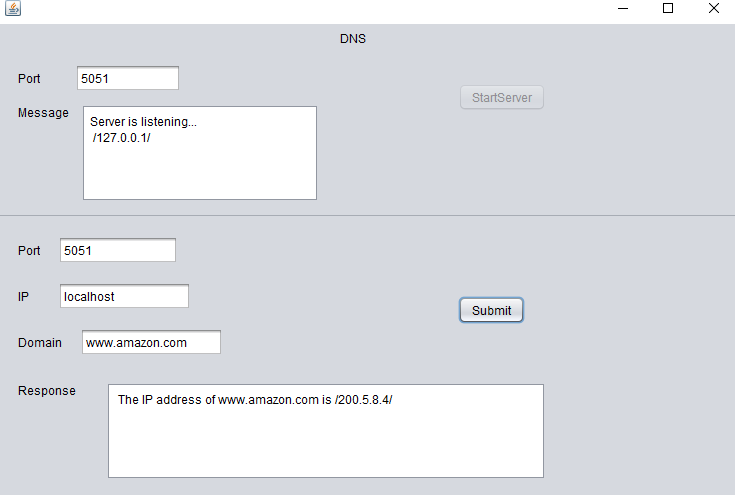 DNS
Port 5051
StartServer
Message
Server is listening...
/127.0.0.1/
Port 5051
IP localhost
Submit
Domain www.amazon.com
Response
The IP address of www.amazon.com is /200.5.8.4/